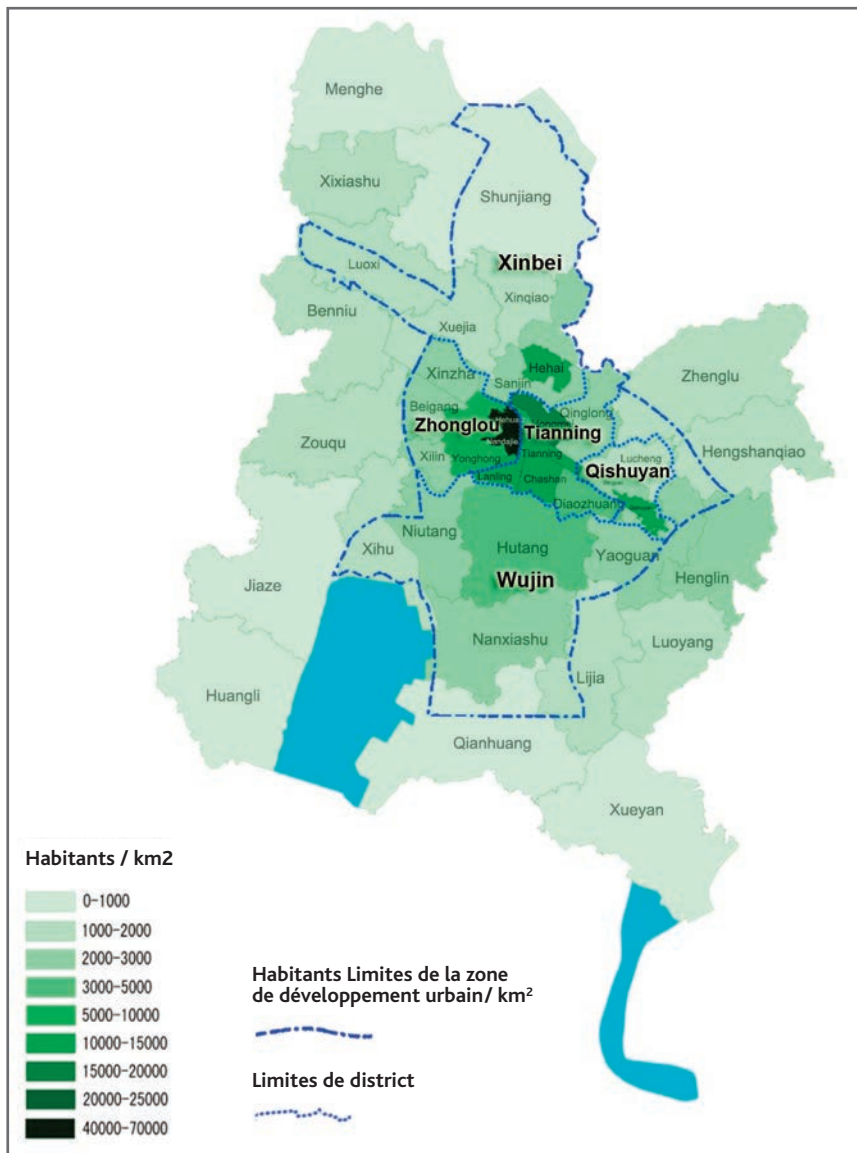 Menghe
Xixiashu
Shunjiang
Luoxi
Xinbei
Benniu
Xinqiao
Xuejia
Hehai
Xinzha
Sanjin
Zhenglu
Beigang
Qinglong
Zhonglou
Hehua
Tianning
Zouqu
Nandajie
Hengshanqiao
Lucheng
Xilin
Yonghong
Tianning
Qishuyan
Lanling
Chashan
Diaozhuang
Niutang
Hutang
Xihu
Yaoguan
Jiaze
Wujin
Henglin
Nanxiashu
Luoyang
Lijia
Huangli
Qianhuang
Xueyan
Habitants / km2
0-1000
1000-2000
2000-3000
3000-5000
5000-10000
10000-15000
15000-20000
20000-25000
40000-70000
Habitants Limites de la zone
de développement urbain/ km²
Limites de district